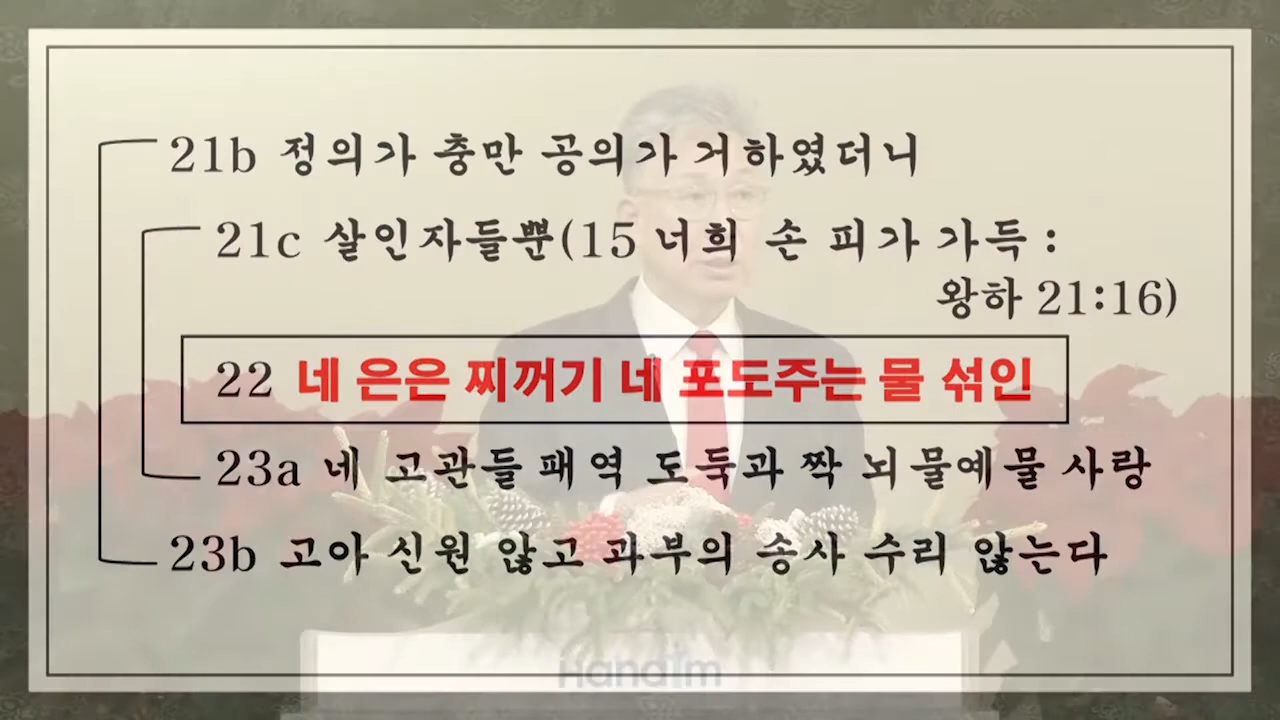 21b 정의가 충만 공의가 거하였더니
21c 살인자들뿐(15 너희 손 피가 가득 :
왕하 21:16)
22 네 은은 찌꺼기 네 포도주는 물 섞인
23a 네 고관들 패역 도둑과 짝 뇌물예물 사랑
23b 고아 신원 않고 과부의 송사 수리 않는다